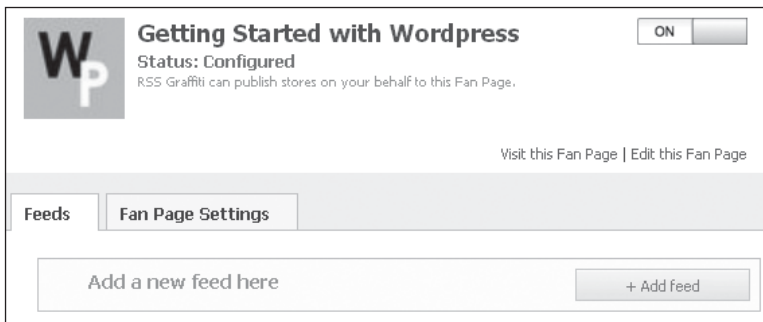 WP
Getting Started with Wordpress
ON
Status: Configured
RSS Graffiti can publish stores on your behalf to this Fan Page.
Visit this Fan Page | Edit this Fan Page
Feeds
Fan Page Settings
Add a new feed here
+ Add feed